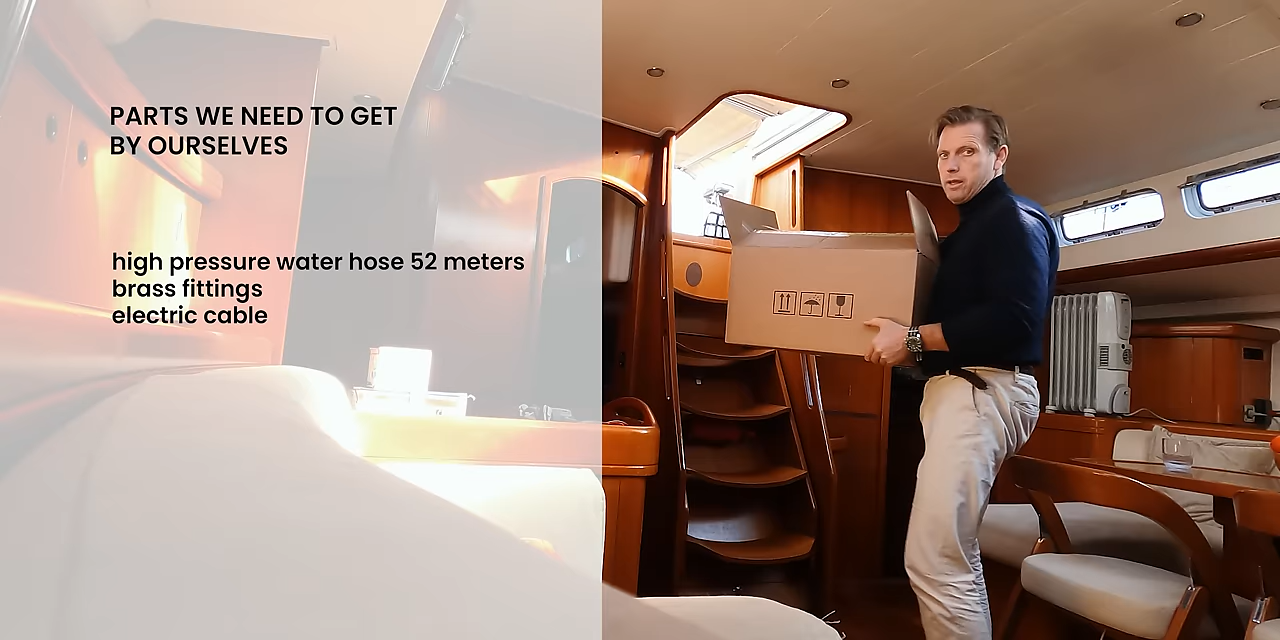 PARTS WE NEED TO GET
BY OURSELVES
high pressure water hose 52 meters
brass fittings
electric cable